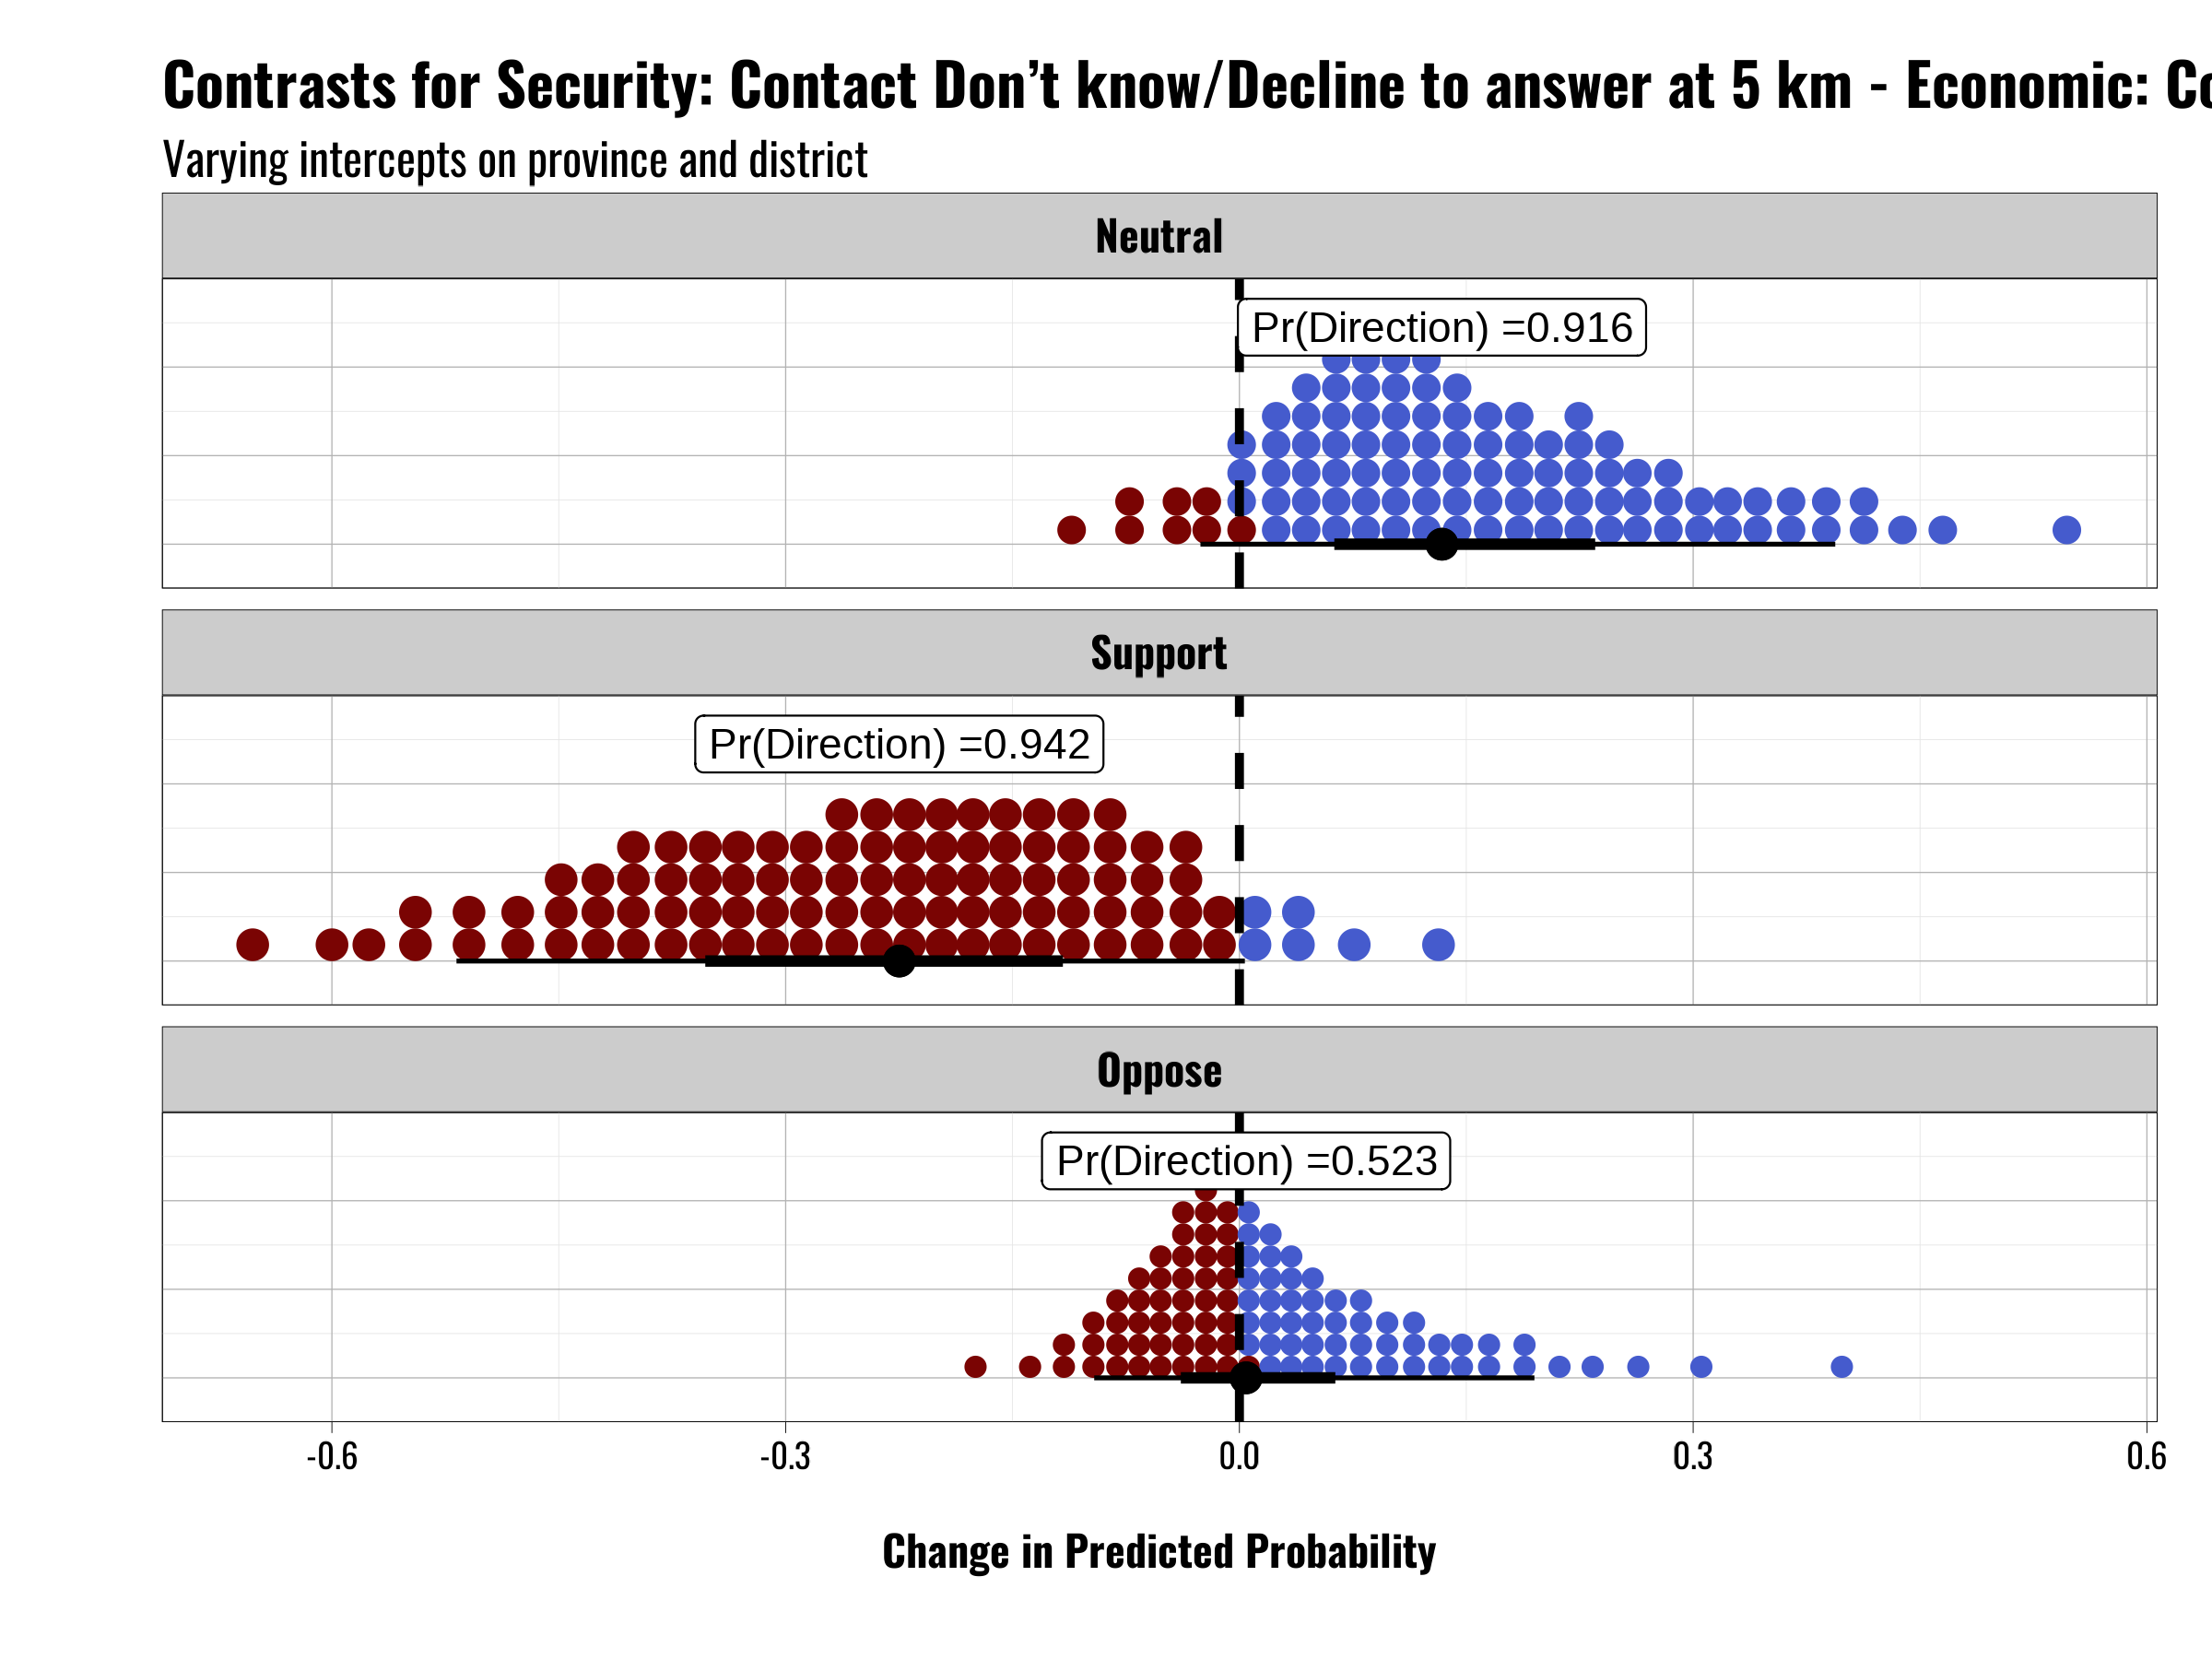 Contrasts for Security: Contact Don’t know/Decline to answer at 5 km - Economic:
Varying intercepts on province and district
Neutral
Pr(Direction) =0.916
Support
Pr(Direction) =0.942
Oppose
Pr(Direction) =0.523
-0.6 -0.3 0.0 0.3 0.6
Change in Predicted Probability